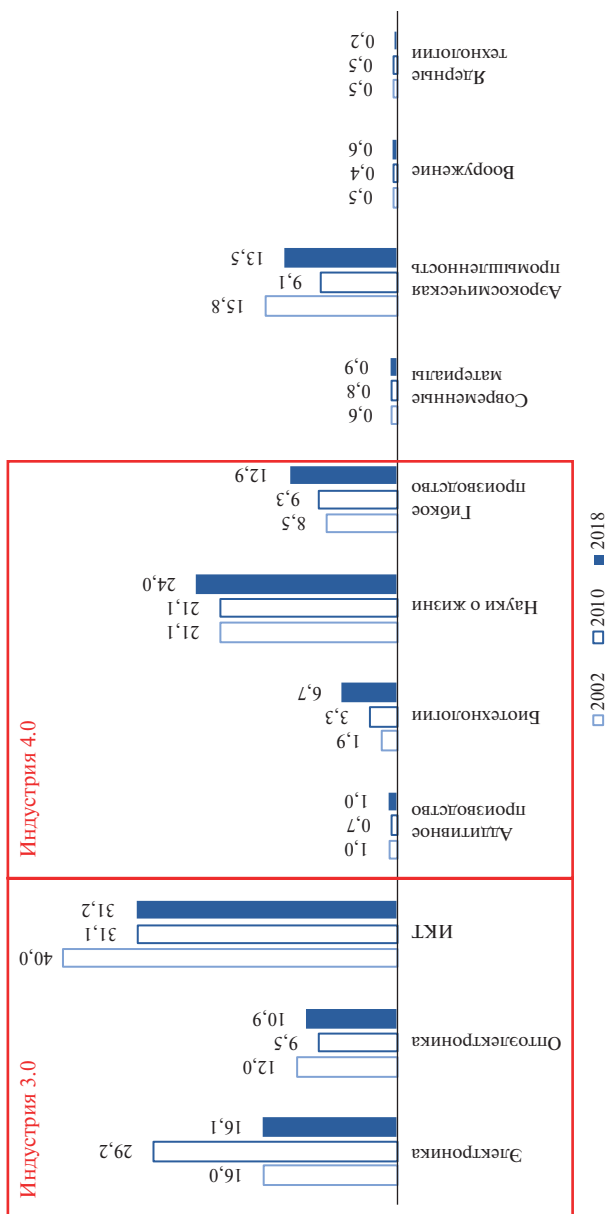 Индустрия 3.0
Индустрия 4.0
16,0
29,2
16,1
12,0
9,5
10,9
40,0
31,1
31,2
1,0
0,7
1,0
1,9
3,3
6,7
21,1
21,1
24,0
8,5
9,3
12,9
0,6
0,8
0,9
15,8
9,1
13,5
0,5
0,4
0,6
0,5
0,5
0,2
Электроника
Оптоэлектроника
ИКТ
Аддитивное
производство
Биотехнологии
Науки о жизни
Гибкое
производство
Современные
материалы
Аэрокосмическая
промышленность
Вооружение
Ядерные
технологии
2002
2010
2018